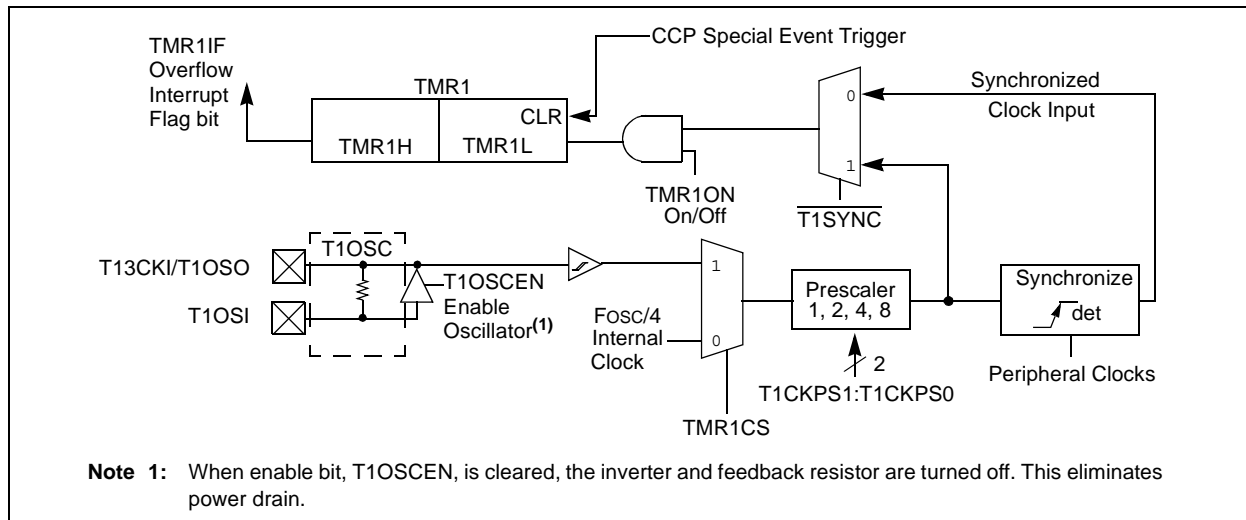 TMR1IF
Overflow
Interrupt
Flag bit
CCP Special Event Trigger
TMR1
CLR
TMR1H
TMR1L
TMR1ON
On/Off
0
1
T1SYNC
Synchronized
Clock Input
T13CKI/T1OSO
T1OSI
T1OSC
T1OSCEN
Enable
Oscillator(1)
FOSC/4
Internal
Clock
1
0
TMR1CS
Prescaler
1, 2, 4, 8
2
T1CKPS1:T1CKPS0
Synchronize
det
Peripheral Clocks
Note 1: When enable bit, T1OSCEN, is cleared, the inverter and feedback resistor are turned off. This eliminates
power drain.